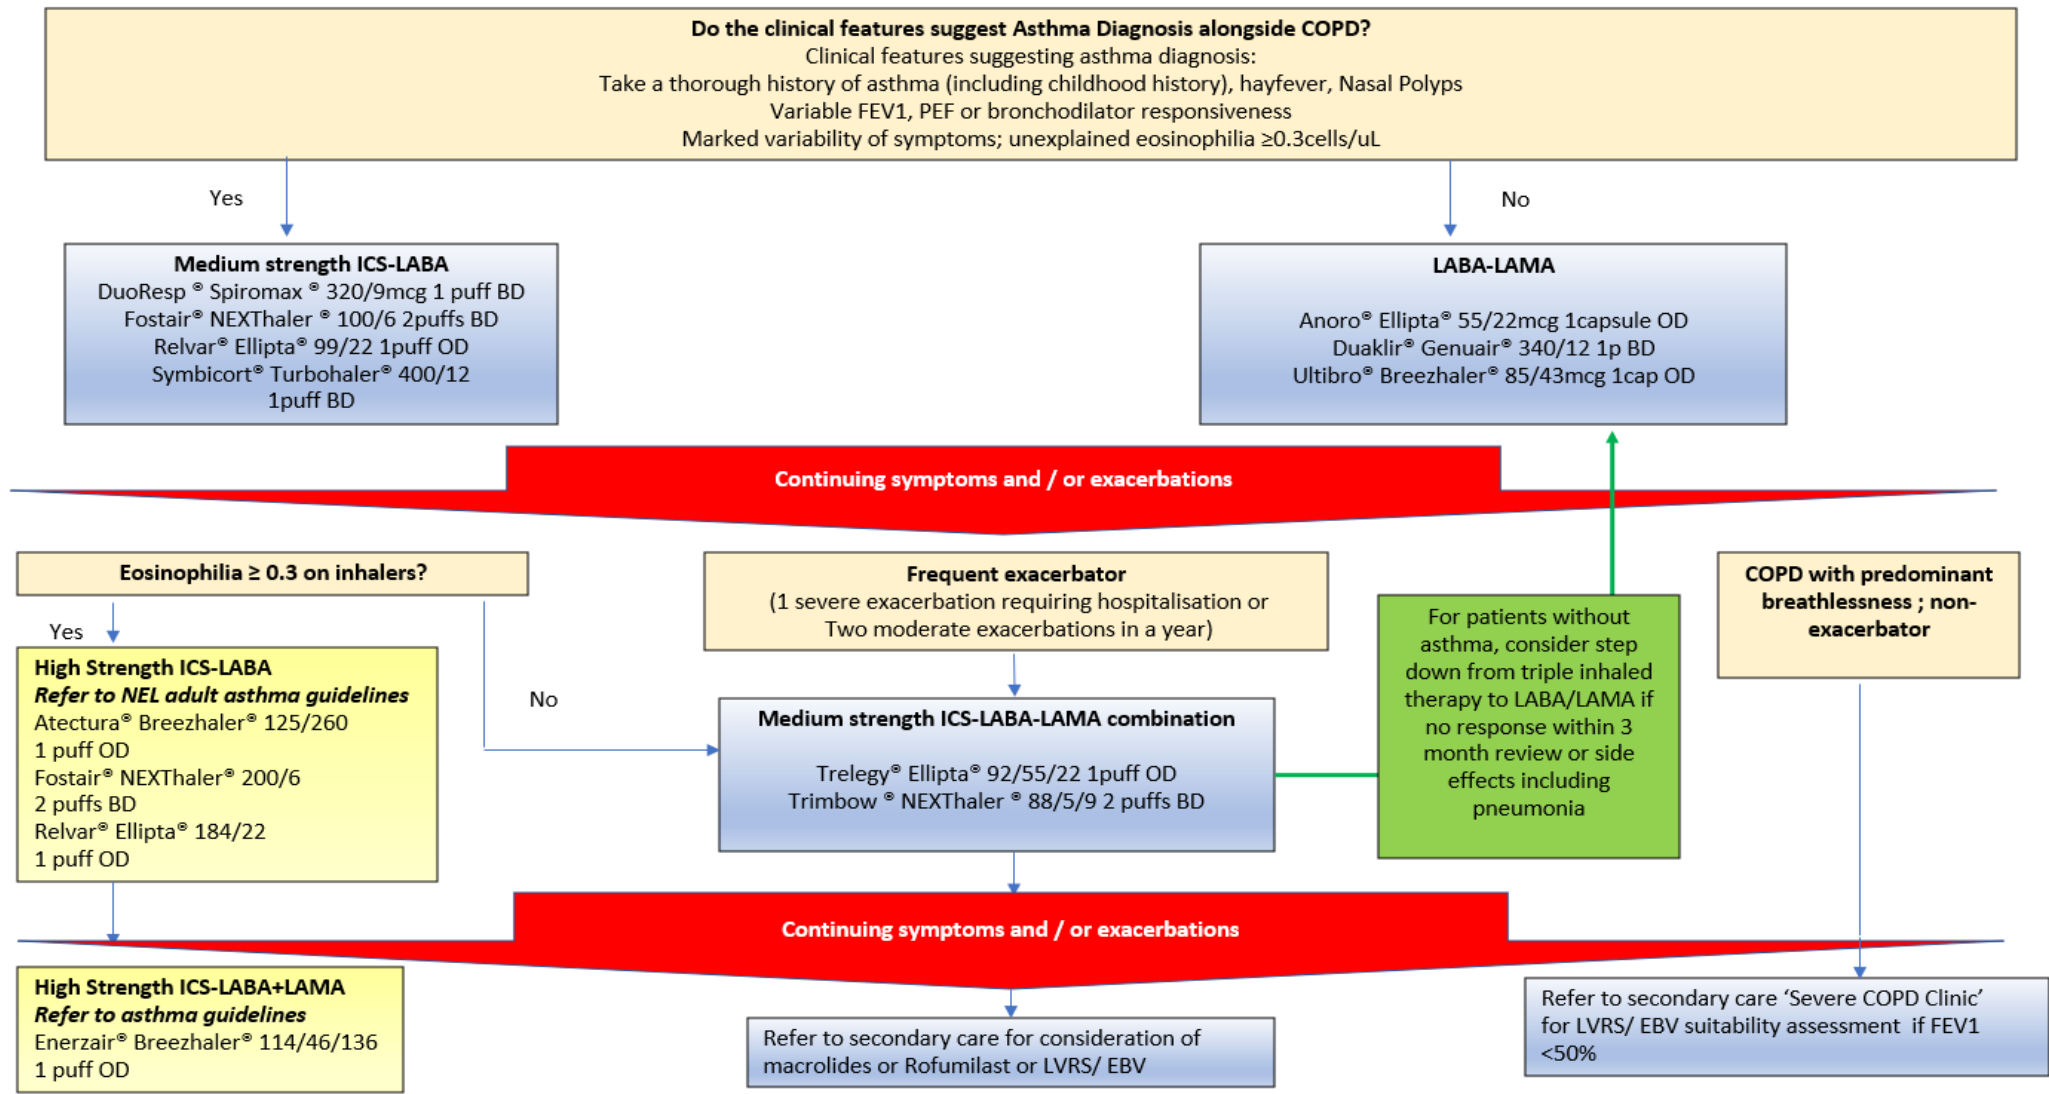 Do the clinical features suggest Asthma Diagnosis alongside COPD?
Clinical features suggesting asthma diagnosis:
Take a thorough history of asthma (including childhood history), hayfever, Nasal Polyps
Variable FEV1, PEF or bronchodilator responsiveness
Marked variability of symptoms; unexplained eosinophilia ≥0.3cells/uL
Yes
No
Medium strength ICS-LABA
DuoResp ® Spiromax ® 320/9mcg 1 puff BD
Fostair® NEXThaler ® 100/6 2puffs BD
Relvar® Ellipta® 99/22 1puff OD
Symbicort® Turbohaler® 400/12
1puff BD
LABA-LAMA
Anoro® Ellipta® 55/22mcg 1capsule OD
Duaklir® Genuair® 340/12 1p BD
Ultibro® Breezhaler® 85/43mcg 1cap OD
Continuing symptoms and / or exacerbations
Eosinophilia ≥ 0.3 on inhalers?
Yes
No
High Strength ICS-LABA
Refer to NEL adult asthma guidelines
Atectura® Breezhaler® 125/260
1 puff OD
Fostair® NEXThaler® 200/6
2 puffs BD
Relvar® Ellipta® 184/22
1 puff OD
Frequent exacerbator
(1 severe exacerbation requiring hospitalisation or
Two moderate exacerbations in a year)
Medium strength ICS-LABA-LAMA combination
Trelegy® Ellipta® 92/55/22 1puff OD
Trimbow ® NEXThaler ® 88/5/9 2 puffs BD
For patients without
asthma, consider step
down from triple inhaled
therapy to LABA/LAMA if
no response within 3
month review or side
effects including
pneumonia
COPD with predominant
breathlessness ; non-
exacerbator
Continuing symptoms and / or exacerbations
High Strength ICS-LABA+LAMA
Refer to asthma guidelines
Enerzair® Breezhaler® 114/46/136
1 puff OD
Refer to secondary care for consideration of
macrolides or Rofumilast or LVRS/ EBV
Refer to secondary care ‘Severe COPD Clinic’
for LVRS/ EBV suitability assessment if FEV1
<50%